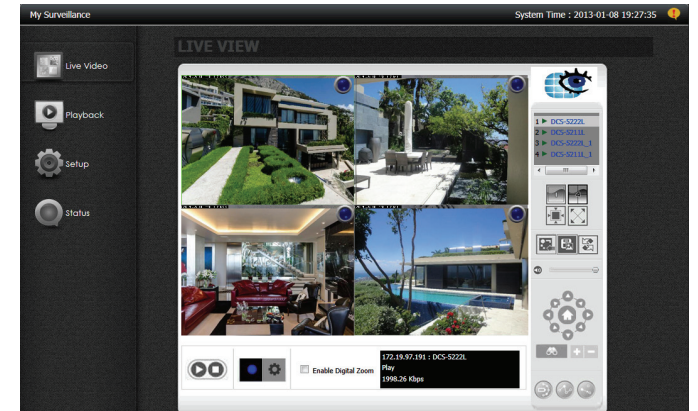 My Surveillance
System Time : 2013-01-08 19:27:35
LIVE VIEW
Live Video
Playback
Setup
Status
1 DCS-5222L
2 DCS-5211L
3 DCS-5222L_1
4 DCS-5211L_1
Enable Digital Zoom
172.19.97.191 : DCS-5222L
Play
1998.26 Kbps